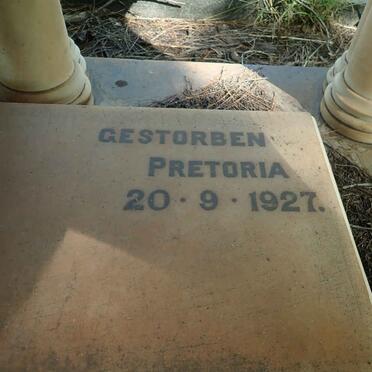 GESTORBEN
PRETORIA
20 · 9 · 1927.